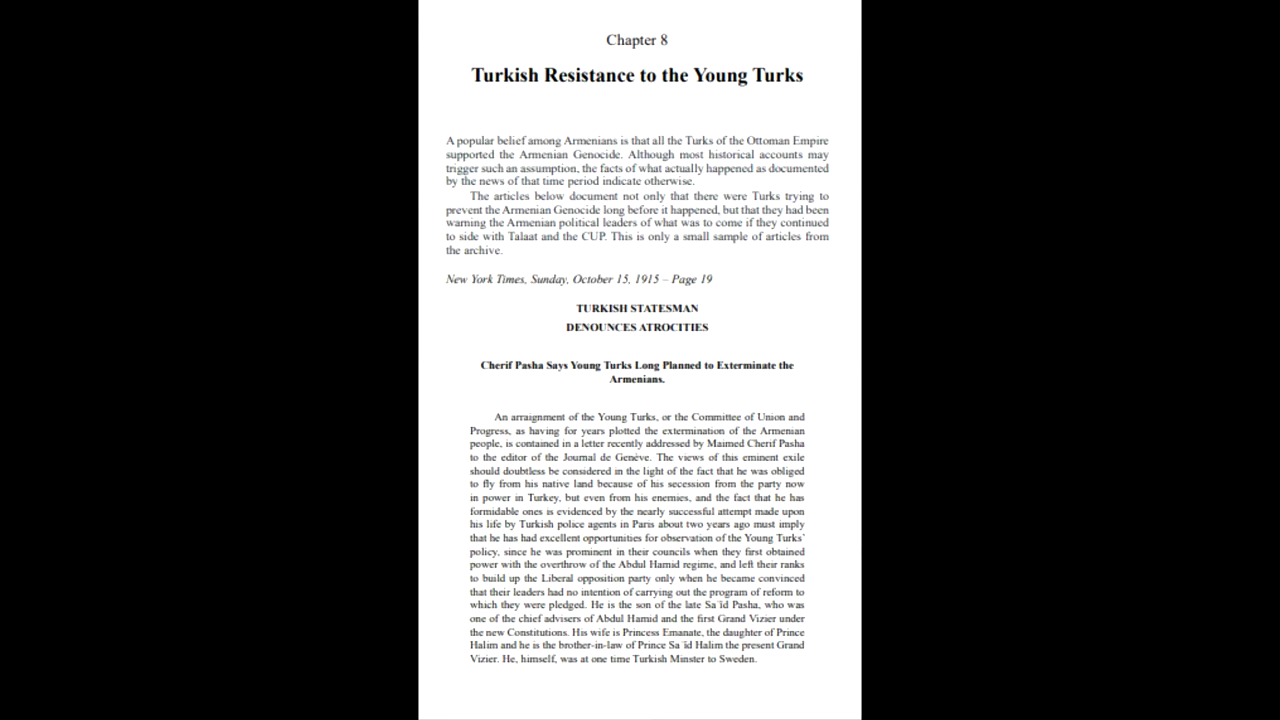 Chapter 8
Turkish Resistance to the Young Turks
A popular belief among Armenians is that all the Turks of the Ottoman Empire
supported the Armenian Genocide. Although most historical accounts may
trigger such an assumption, the facts of what actually happened as documented
by the news of that time period indicate otherwise.
The articles below document not only that there were Turks trying to
prevent the Armenian Genocide long before it happened, but that they had been
warning the Armenian political leaders of what was to come if they continued
to side with Talaat and the CUP. This is only a small sample of articles from
the archive.
New York Times, Sunday, October 15, 1915 – Page 19
TURKISH STATESMAN
DENOUNCES ATROCITIES
Cherif Pasha Says Young Turks Long Planned to Exterminate the
Armenians.
An arraignment of the Young Turks, or the Committee of Union and
Progress, as having for years plotted the extermination of the Armenian
people, is contained in a letter recently addressed by Maimed Cherif Pasha
to the editor of the Journal de Genève. The views of this eminent exile
should doubtless be considered in the light of the fact that he was obliged
to fly from his native land because of his secession from the party now
in power in Turkey, but even from his enemies, and the fact that he has
formidable ones is evidenced by the nearly successful attempt made upon
his life by Turkish police agents in Paris about two years ago must imply
that he has had excellent opportunities for observation of the Young Turks'
policy, since he was prominent in their councils when they first obtained
power with the overthrow of the Abdul Hamid regime, and left their ranks
to build up the Liberal opposition party only when he became convinced
that their leaders had no intention of carrying out the program of reform to
which they were pledged. He is the son of the late Sa'id Pasha, who was
one of the chief advisers of Abdul Hamid and the first Grand Vizier under
the new Constitutions. His wife is Princess Emanate, the daughter of Prince
Halim and he is the brother-in-law of Prince Sa'id Halim the present Grand
Vizier. He, himself, was at one time Turkish Minster to Sweden.